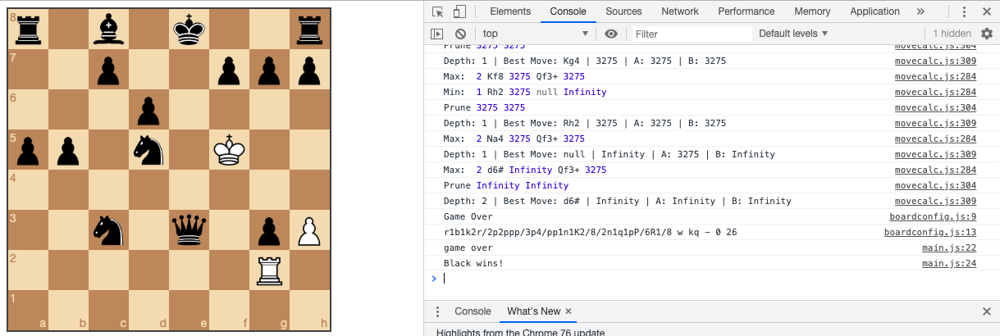 8
7
6
5
4
3
2
1
a b c d e f g h
Elements Console Sources Network Performance Memory Application »
top Filter Default levels 1 hidden
Prune 3275 3275 movecalc.js:304
Depth: 1 | Best Move: Kg4 | 3275 | A: 3275 | B: 3275 movecalc.js:309
Max: 2 Kf8 3275 Qf3+ 3275 movecalc.js:284
Min: 1 Rh2 3275 null Infinity movecalc.js:284
Prune 3275 3275 movecalc.js:304
Depth: 1 | Best Move: Rh2 | 3275 | A: 3275 | B: 3275 movecalc.js:309
Max: 2 Na4 3275 Qf3+ 3275 movecalc.js:284
Depth: 1 | Best Move: null | Infinity | A: 3275 | B: Infinity movecalc.js:309
Max: 2 d6# Infinity Qf3+ 3275 movecalc.js:284
Prune Infinity Infinity movecalc.js:304
Depth: 2 | Best Move: d6# | Infinity | A: Infinity | B: Infinity movecalc.js:309
Game Over boardconfig.js:9
r1b1k2r/2p2ppp/3p4/pp1n1K2/8/2n1q1pP/6R1/8 w kq - 0 26 boardconfig.js:13
game over main.js:22
Black wins! main.js:24
Console What's New
Highlights from the Chrome 76 update